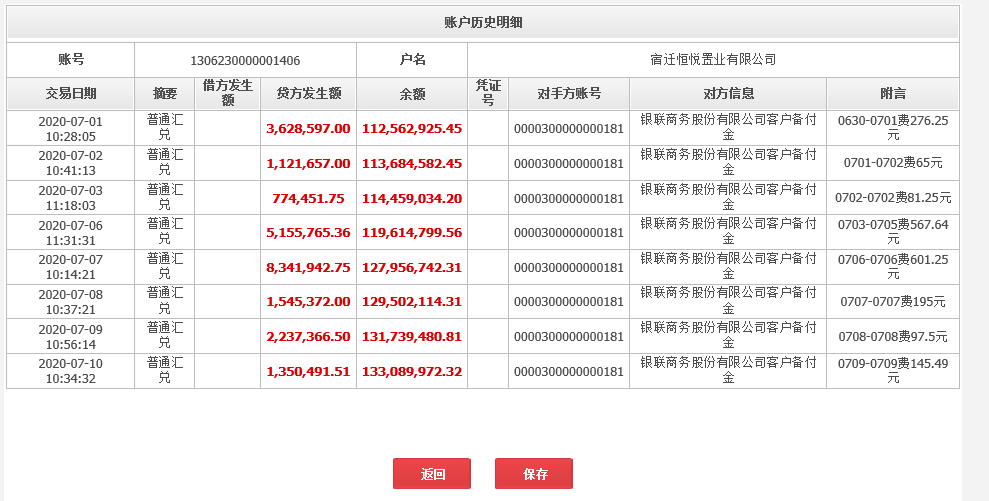 账户历史明细
账号 1306230000001406 户名 宿迁恒悦置业有限公司
交易日期 摘要 借方发生额 贷方发生额 余额 凭证号 对手方账号 对方信息 附言
2020-07-01 10:28:05 普通汇兑 3,628,597.00 112,562,925.45 0000300000000181 银联商务股份有限公司客户备付金 0630-0701费276.25元
2020-07-02 10:41:13 普通汇兑 1,121,657.00 113,684,582.45 0000300000000181 银联商务股份有限公司客户备付金 0701-0702费65元
2020-07-03 11:18:03 普通汇兑 774,451.75 114,459,034.20 0000300000000181 银联商务股份有限公司客户备付金 0702-0702费81.25元
2020-07-06 11:31:31 普通汇兑 5,155,765.36 119,614,799.56 0000300000000181 银联商务股份有限公司客户备付金 0703-0705费567.64元
2020-07-07 10:14:21 普通汇兑 8,341,942.75 127,956,742.31 0000300000000181 银联商务股份有限公司客户备付金 0706-0706费601.25元
2020-07-08 10:37:21 普通汇兑 1,545,372.00 129,502,114.31 0000300000000181 银联商务股份有限公司客户备付金 0707-0707费195元
2020-07-09 10:56:14 普通汇兑 2,237,366.50 131,739,480.81 0000300000000181 银联商务股份有限公司客户备付金 0708-0708费97.5元
2020-07-10 10:34:32 普通汇兑 1,350,491.51 133,089,972.32 0000300000000181 银联商务股份有限公司客户备付金 0709-0709费145.49元
返回 保存